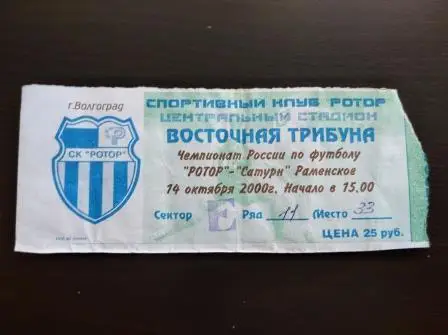 г.Волгоград
СК "РОТОР"
СПОРТИВНЫЙ КЛУБ РОТОР
ЦЕНТРАЛЬНЫЙ СТАДИОН
ВОСТОЧНАЯ ТРИБУНА
Чемпионат России по футболу
"РОТОР"-"Сатурн" Раменское
14 октября 2000г. Начало в 15.00
Сектор Е Ряд 11 Место 33
ЦЕНА 25 руб.